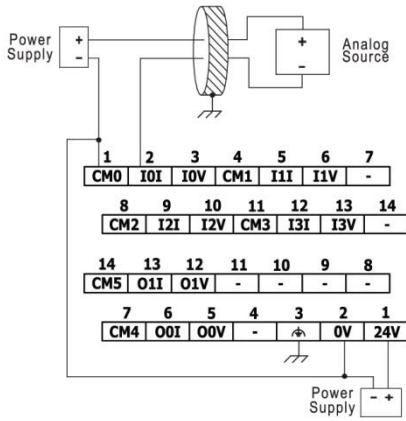 Power Supply
+
-
+
-
Analog Source
1 2 3 4 5 6 7
CM0 I0I I0V CM1 I1I I1V -
8 9 10 11 12 13 14
CM2 I2I I2V CM3 I3I I3V -
14 13 12 11 10 9 8
CM5 O1I O1V - - - -
7 6 5 4 3 2 1
CM4 O0I O0V - 0V 24V
Power Supply
- +